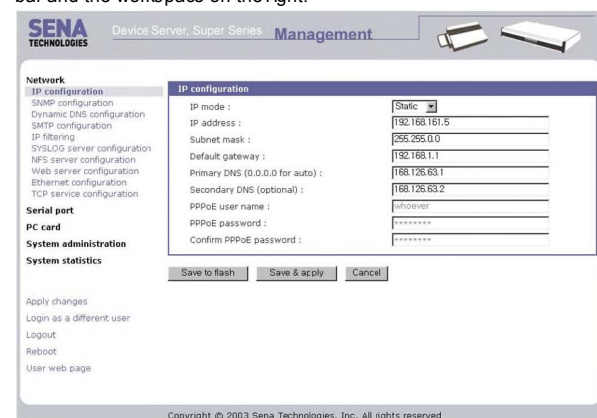 bar and the workspace on the right.
SENA
TECHNOLOGIES
Device Server, Super Series Management
Network
IP configuration
SNMP configuration
Dynamic DNS configuration
SMTP configuration
IP filtering
SYSLOG server configuration
NFS server configuration
Web server configuration
Ethernet configuration
TCP service configuration
Serial port
PC card
System administration
System statistics
Apply changes
Login as a different user
Logout
Reboot
User web page
IP configuration
IP mode : Static
IP address : 192.168.161.5
Subnet mask : 255.255.0.0
Default gateway : 192.168.1.1
Primary DNS (0.0.0.0 for auto) : 168.126.63.1
Secondary DNS (optional) : 168.126.63.2
PPPoE user name : whoever
PPPoE password : ********
Confirm PPPoE password : ********
Save to flash Save & apply Cancel
Copyright © 2003 Sena Technologies, Inc. All rights reserved